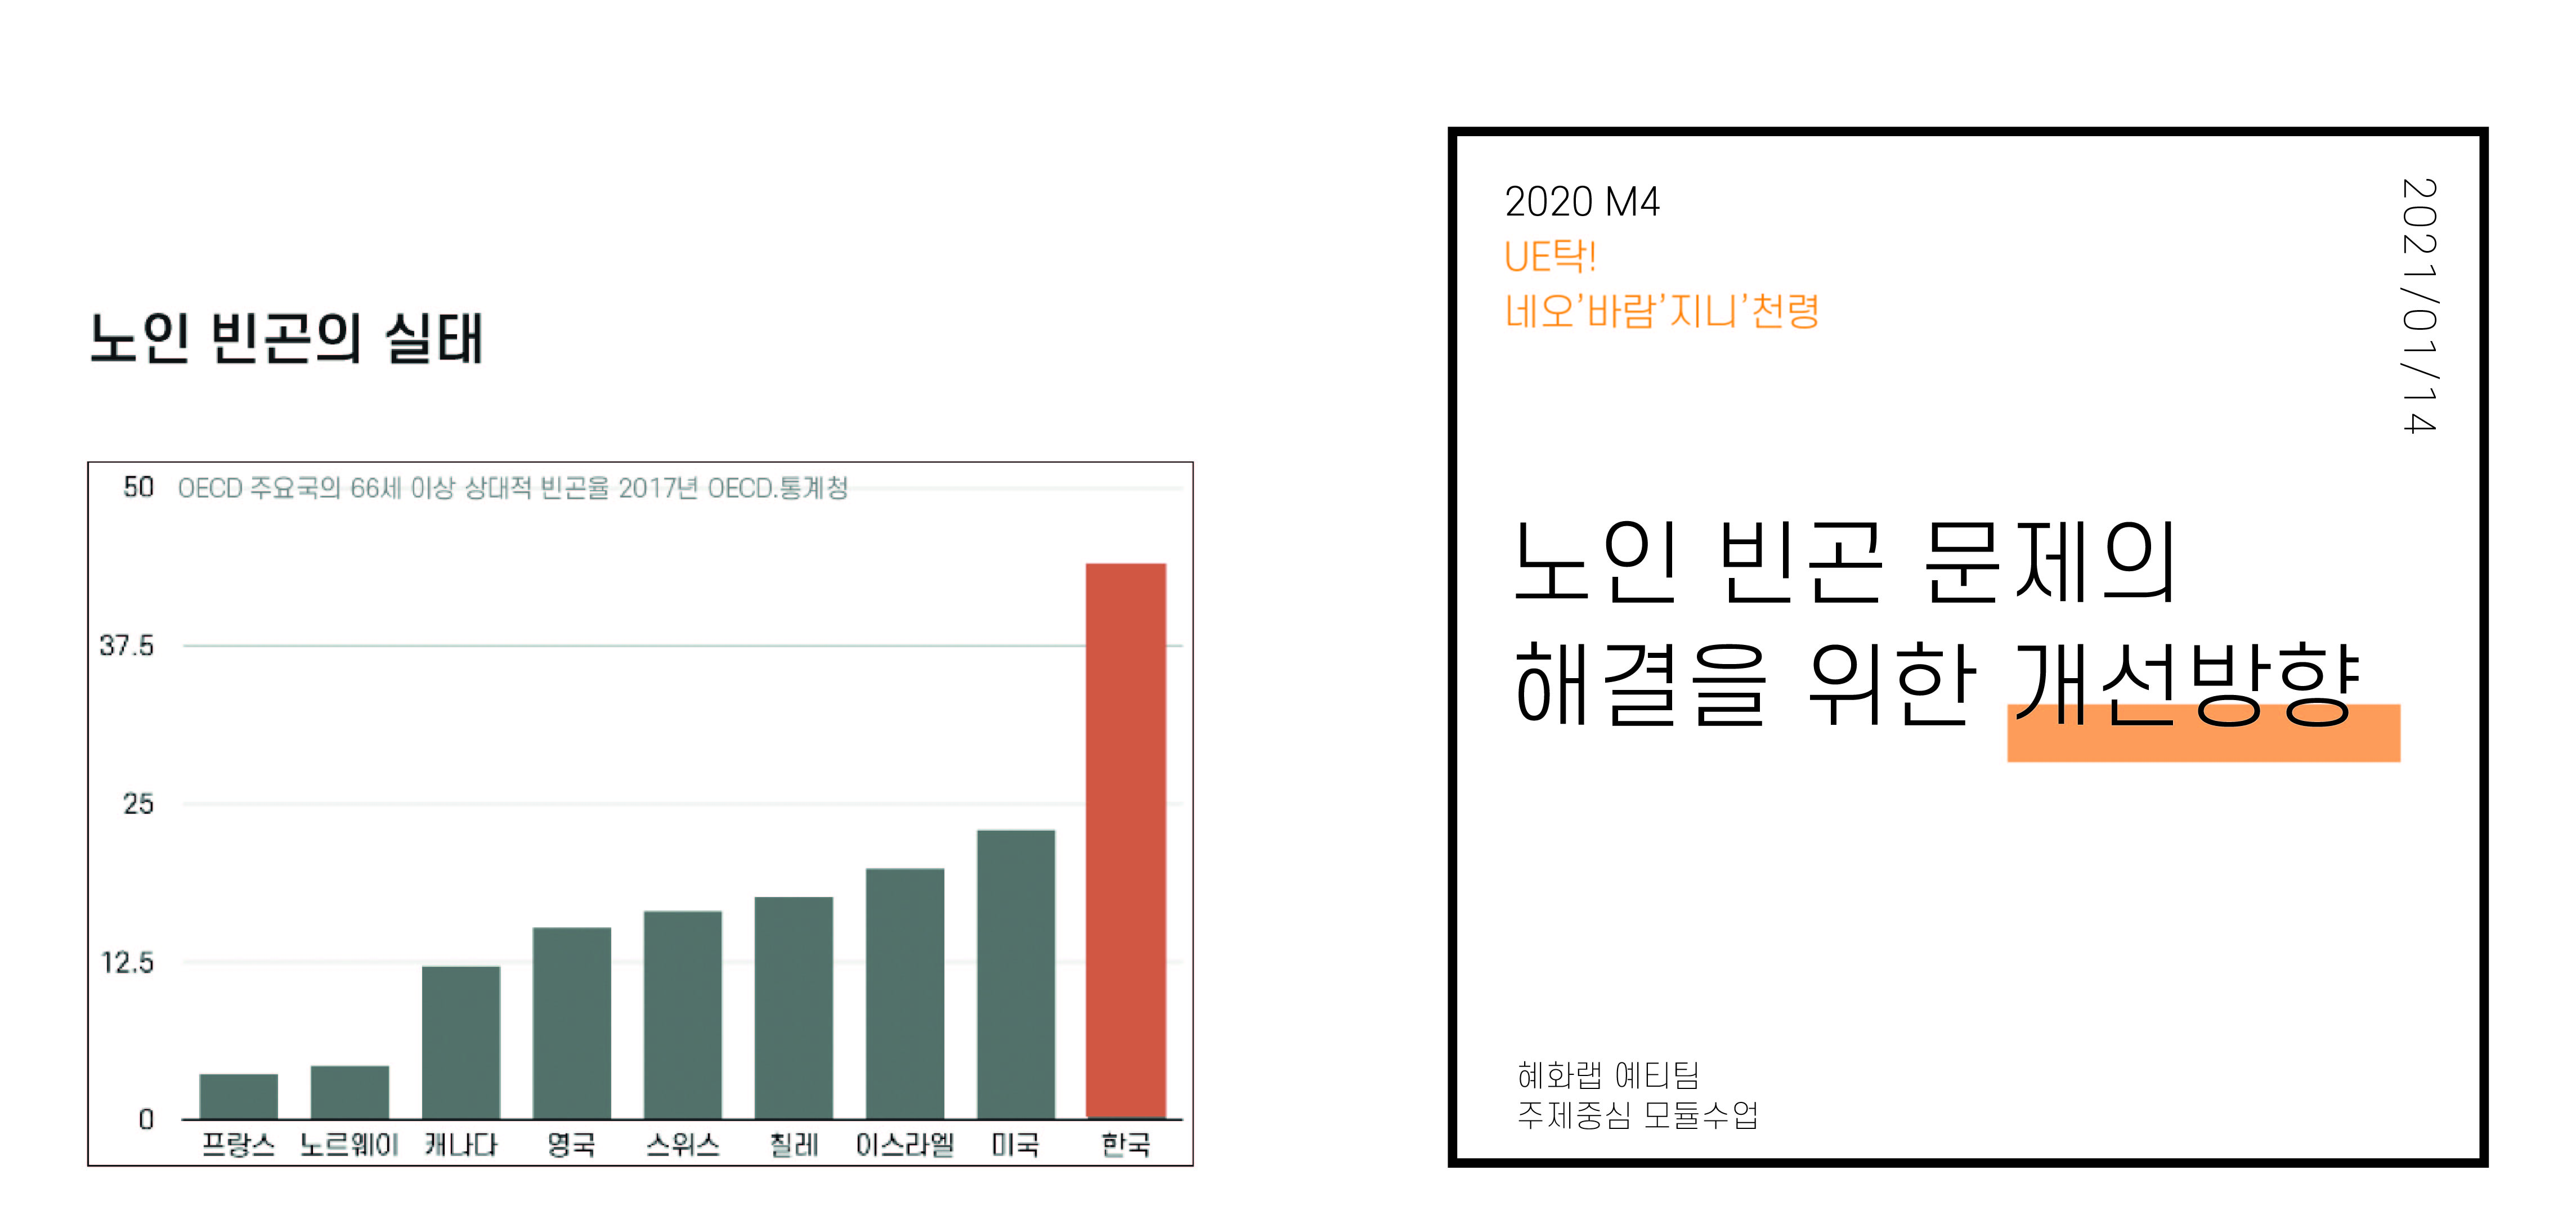 노인 빈곤의 실태
OECD 주요국의 66세 이상 상대적 빈곤율 2017년 OECD.통계청
50
37.5
25
12.5
0
프랑스 노르웨이 캐나다 영국 스위스 칠레 이스라엘 미국 한국
2020 M4
UE탁!
네오'바람'지니'천령
2021/01/14
노인 빈곤 문제의
해결을 위한 개선방향
혜화랩 예티팀
주제중심 모듈수업